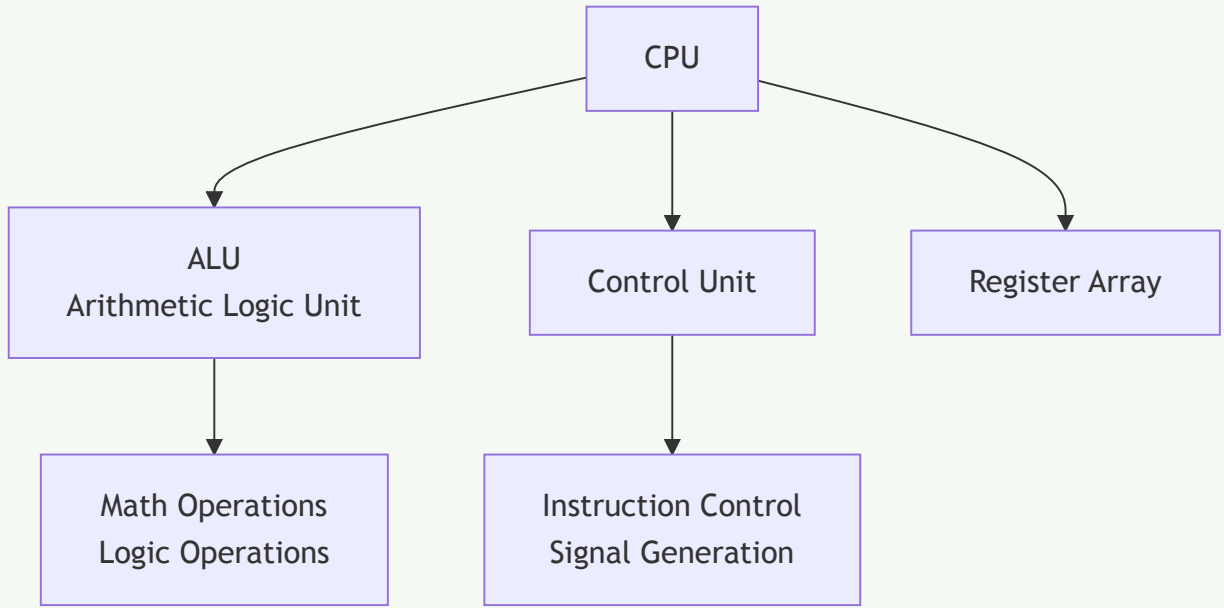 CPU
ALU
Arithmetic Logic Unit
Control Unit
Register Array
Math Operations
Logic Operations
Instruction Control
Signal Generation